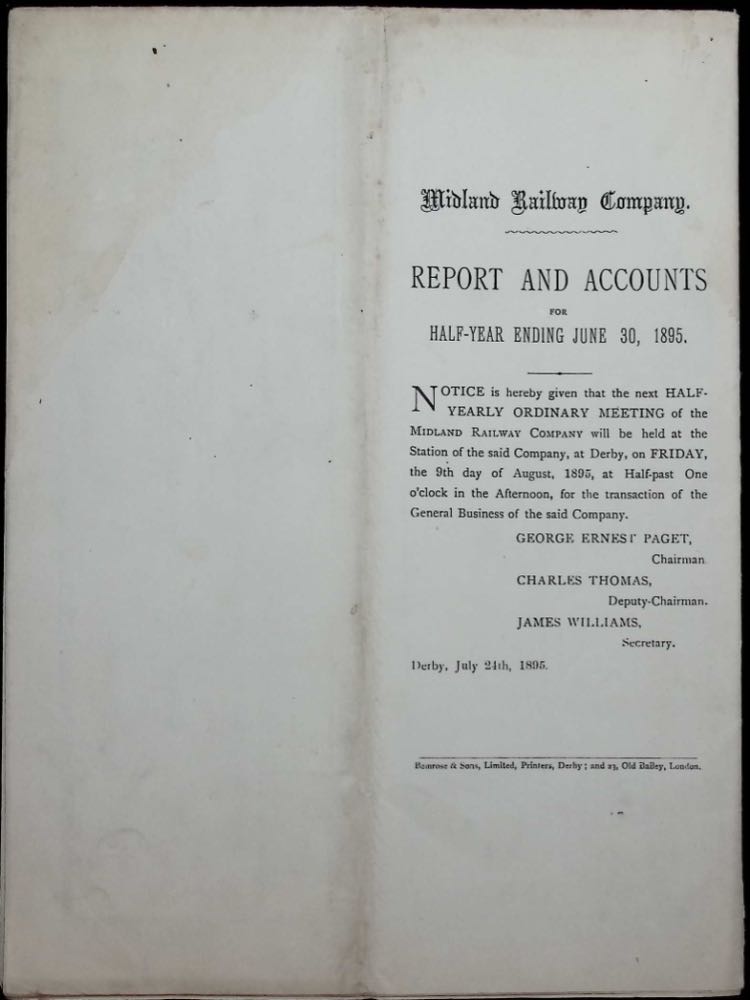 Midland Railway Company.
REPORT AND ACCOUNTS
FOR
HALF-YEAR ENDING JUNE 30, 1895.
NOTICE is hereby given that the next HALF-
YEARLY ORDINARY MEETING of the
MIDLAND RAILWAY COMPANY will be held at the
Station of the said Company, at Derby, on FRIDAY,
the 9th day of August, 1895, at Half-past One
o'clock in the Afternoon, for the transaction of the
General Business of the said Company.
GEORGE ERNEST PAGET,
Chairman
CHARLES THOMAS,
Deputy-Chairman.
JAMES WILLIAMS,
Secretary.
Derby, July 24th, 1895.
Bemrose & Sons, Limited, Printers, Derby; and 23, Old Bailey, London.